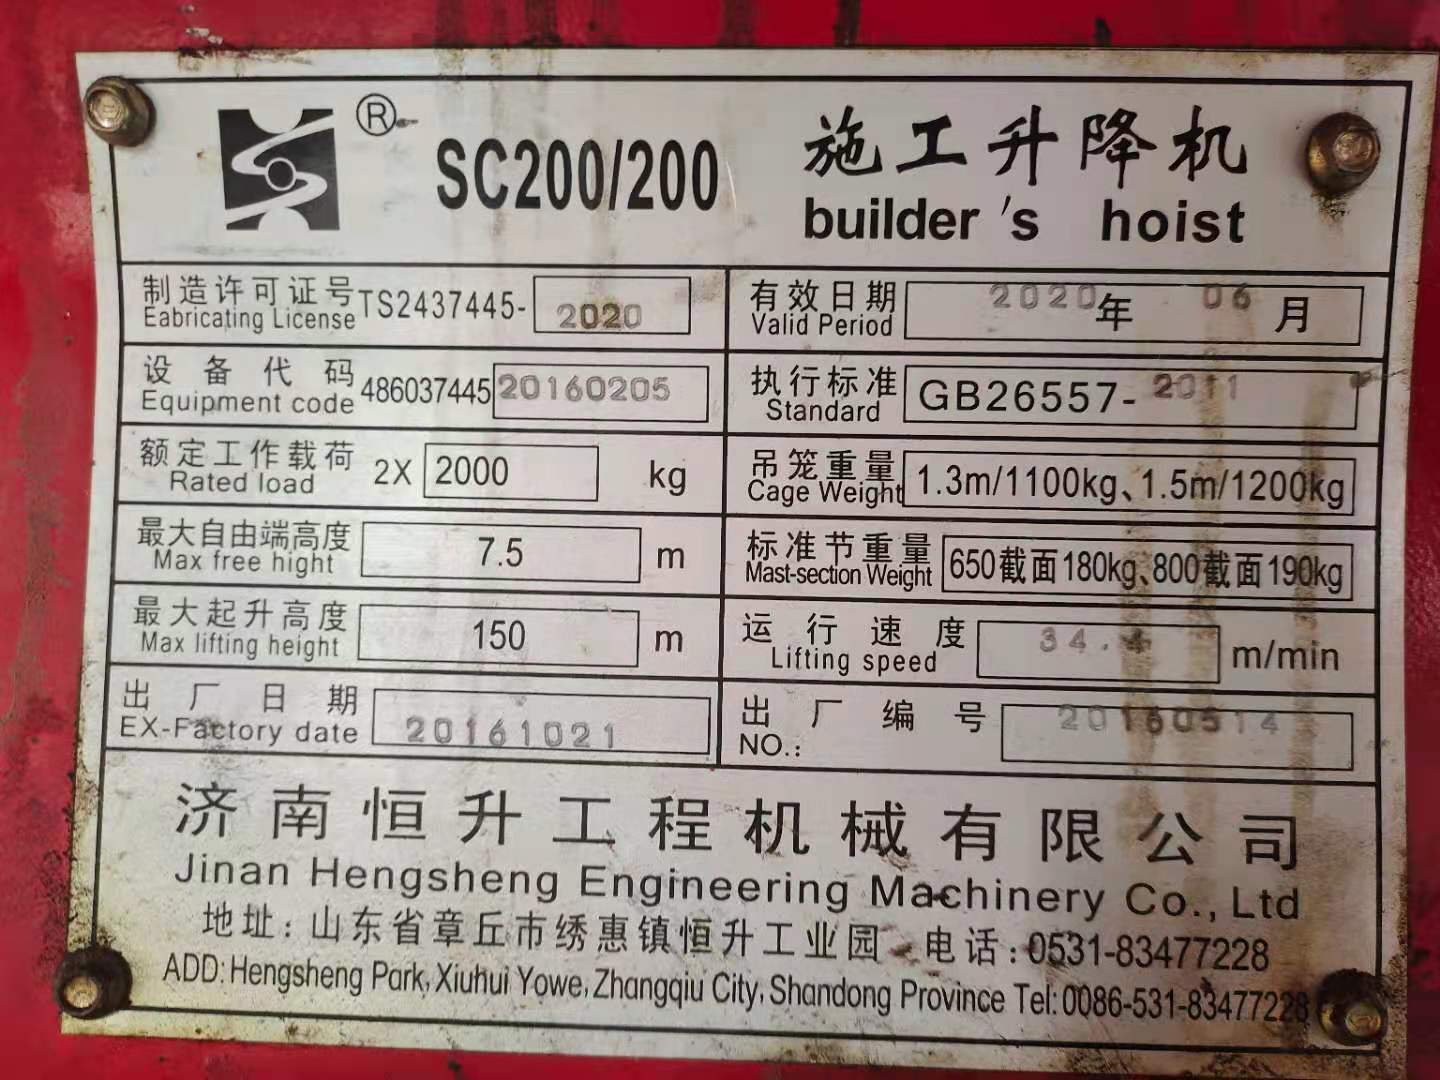 ® SC200/200 施工升降机
builder's hoist
制造许可证号 TS2437445-2020
Eabricating License
有效日期 2020年 06月
Valid Period
设备代码 48603744520160205
Equipment code
执行标准 GB26557-2011
Standard
额定工作载荷 2X 2000 kg
Rated load
吊笼重量 1.3m/1100kg、1.5m/1200kg
Cage Weight
最大自由端高度 7.5 m
Max free hight
标准节重量 650截面180kg、800截面190kg
Mast-section Weight
最大起升高度 150 m
Max lifting height
运行速度 34.4 m/min
Lifting speed
出厂日期 20161021
EX-Factory date
出厂编号 20160514
NO.:
济南恒升工程机械有限公司
Jinan Hengsheng Engineering Machinery Co., Ltd
地址:山东省章丘市绣惠镇恒升工业园 电话:0531-83477228
ADD: Hengsheng Park, Xiuhui Yowe, Zhangqiu City, Shandong Province Tel: 0086-531-83477228